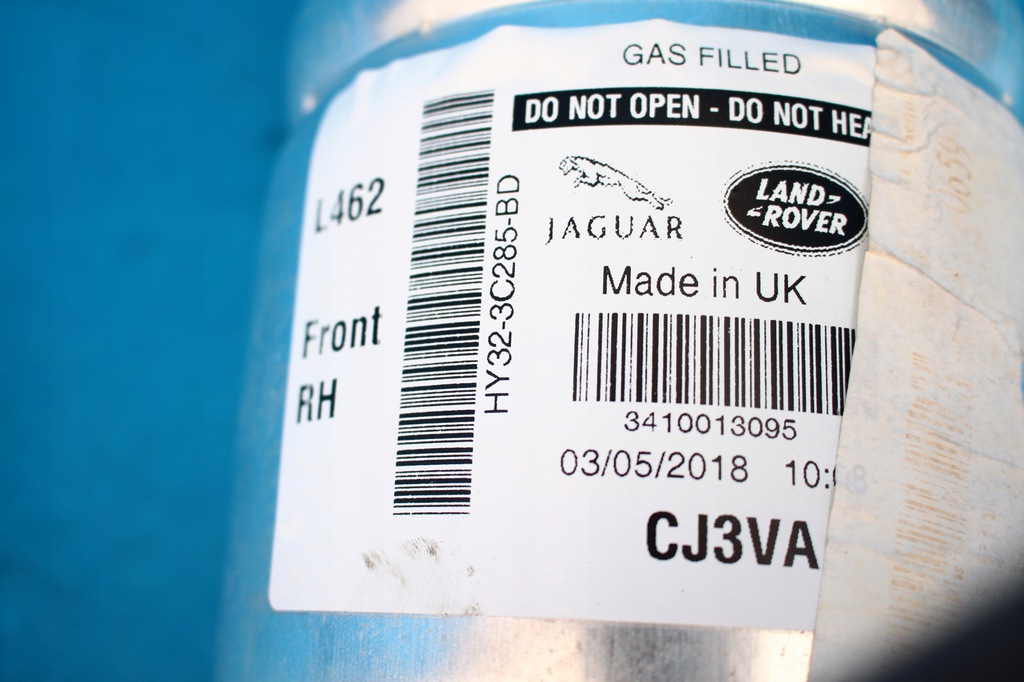 GAS FILLED
DO NOT OPEN - DO NOT
L462
Front
RH
HY32-3C285-BD
JAGUAR
LAND-
-ROVER
Made in UK
3410013095
03/05/2018 10:
CJ3VA